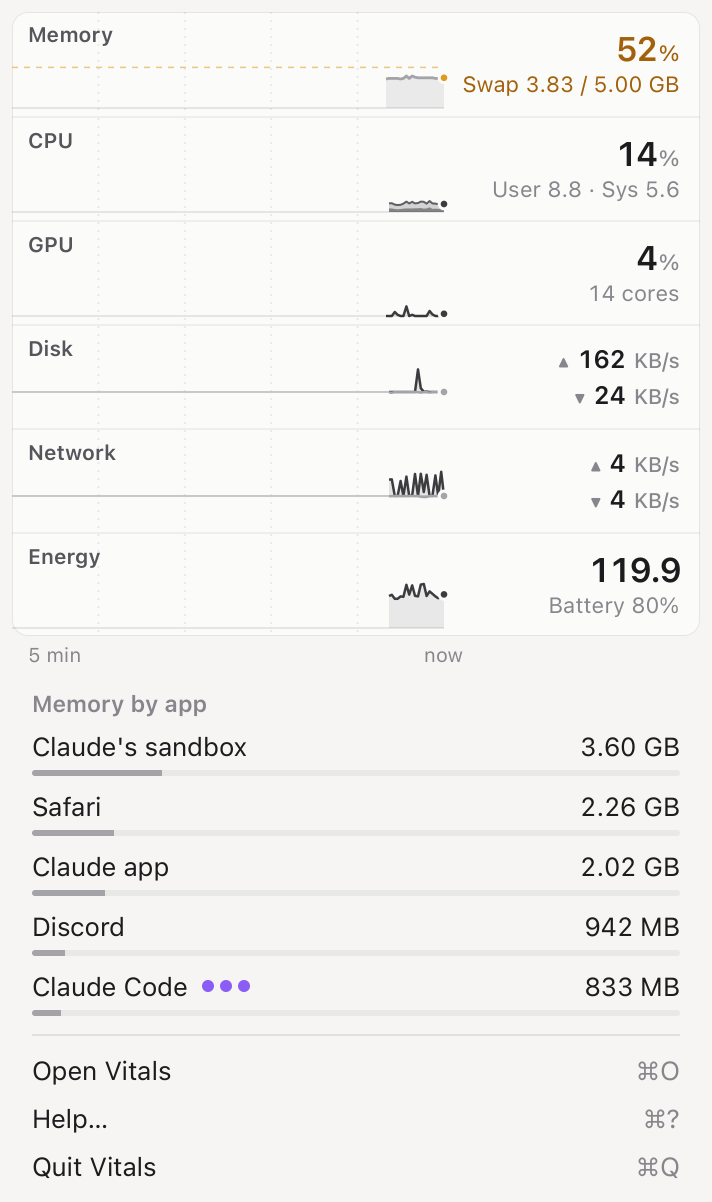 Memory
52%
Swap 3.83 / 5.00 GB
CPU
14%
User 8.8 · Sys 5.6
GPU
4%
14 cores
Disk
▲ 162 KB/s
▼ 24 KB/s
Network
▲ 4 KB/s
▼ 4 KB/s
Energy
119.9
Battery 80%
5 min now
Memory by app
Claude's sandbox 3.60 GB
Safari 2.26 GB
Claude app 2.02 GB
Discord 942 MB
Claude Code 833 MB
Open Vitals ⌘O
Help... ⌘?
Quit Vitals ⌘Q